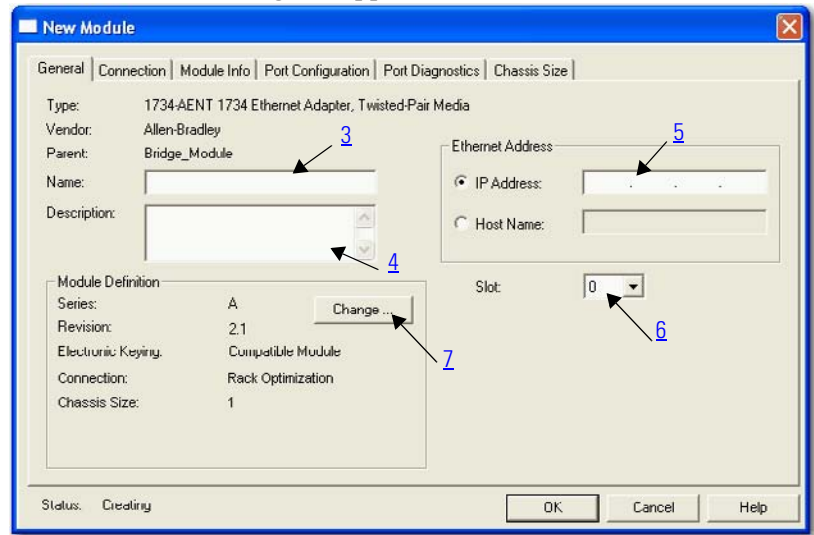 New Module
General Connection Module Info Port Configuration Port Diagnostics Chassis Size
Type: 1734-AENT 1734 Ethernet Adapter, Twisted-Pair Media
Vendor: Allen-Bradley
Parent: Bridge_Module
3
Name:
Description:
4
Ethernet Address
5
IP Address: . . .
Host Name:
Slot: 0
6
Module Definition
Series: A
Change ...
7
Revision: 2.1
Electronic Keying: Compatible Module
Connection: Rack Optimization
Chassis Size: 1
Status: Creating
OK Cancel Help